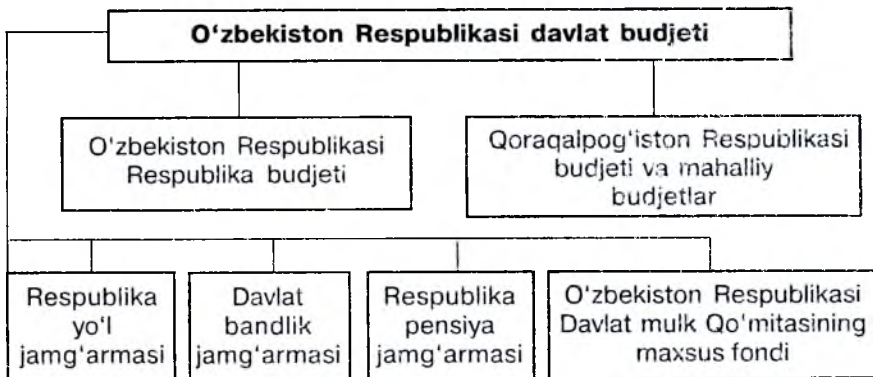 O‘zbekiston Respublikasi davlat budjeti
O‘zbekiston Respublikasi
Respublika budjeti
Qoraqalpog‘iston Respublikasi
budjeti va mahalliy
budjetlar
Respublika
yo‘l
jamg‘armasi
Davlat
bandlik
jamg‘armasi
Respublika
pensiya
jamg‘armasi
O‘zbekiston Respublikasi
Davlat mulk Qo‘mitasining
maxsus fondi